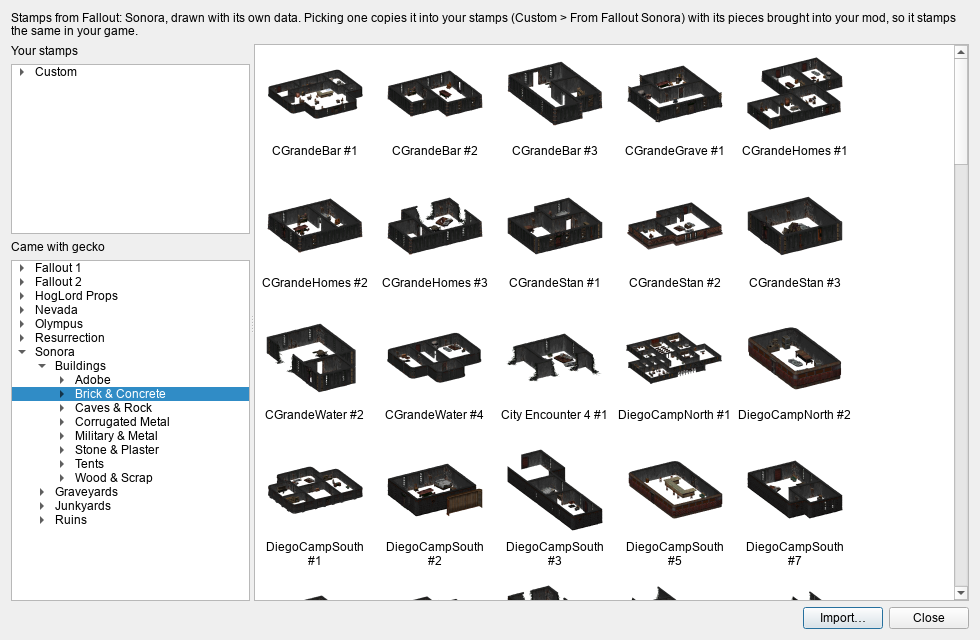 Stamps from Fallout: Sonora, drawn with its own data. Picking one copies it into your stamps (Custom > From Fallout Sonora) with its pieces brought into your mod, so it stamps
the same in your game.
Your stamps
Custom
Came with gecko
Fallout 1
Fallout 2
HogLord Props
Nevada
Olympus
Resurrection
Sonora
Buildings
Adobe
Brick & Concrete
Caves & Rock
Corrugated Metal
Military & Metal
Stone & Plaster
Tents
Wood & Scrap
Graveyards
Junkyards
Ruins
CGrandeBar #1
CGrandeBar #2
CGrandeBar #3
CGrandeGrave #1
CGrandeHomes #1
CGrandeHomes #2
CGrandeHomes #3
CGrandeStan #1
CGrandeStan #2
CGrandeStan #3
CGrandeWater #2
CGrandeWater #4
City Encounter 4 #1
DiegoCampNorth #1
DiegoCampNorth #2
DiegoCampSouth
#1
DiegoCampSouth
#2
DiegoCampSouth
#3
DiegoCampSouth
#5
DiegoCampSouth
#7
Import…
Close